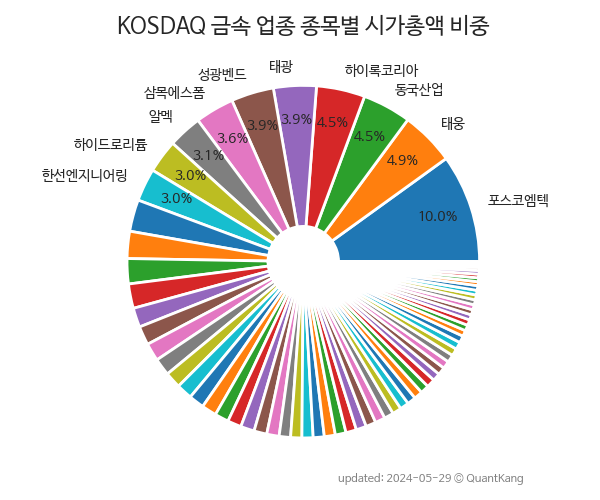 KOSDAQ 금속 업종 종목별 시가총액 비중
포스코엠텍
10.0%
태웅
4.9%
동국산업
4.5%
하이록코리아
4.5%
태광
3.9%
성광벤드
3.9%
삼목에스폼
3.6%
알멕
3.1%
하이드로리튬
3.0%
한선엔지니어링
3.0%
updated: 2024-05-29 © QuantKang